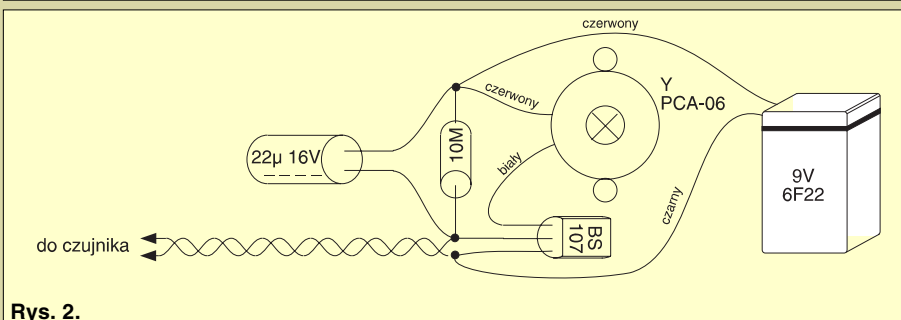 czerwony
Y
PCA-06
czerwony
22µ 16V
10M
biały
9V
6F22
czarny
BS
107
do czujnika
Rys. 2.